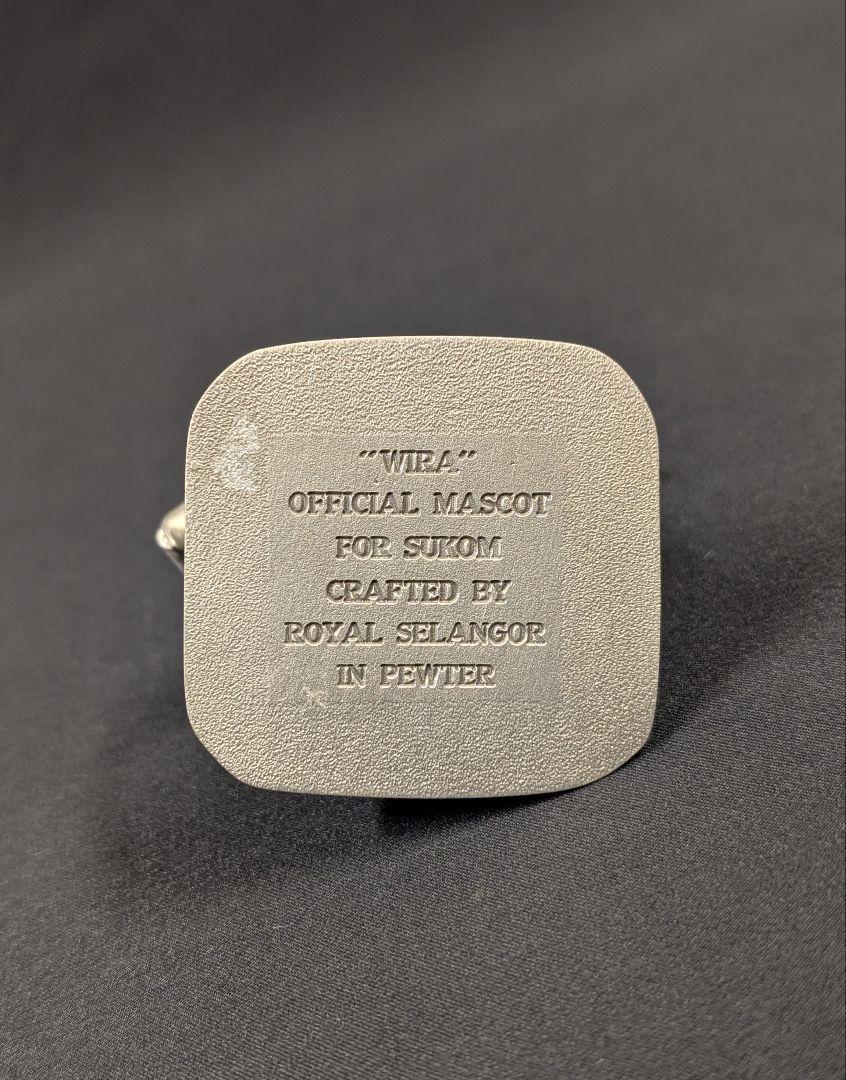 “WIRA”
OFFICIAL MASCOT
FOR SUKOM
CRAFTED BY
ROYAL SELANGOR
IN PEWTER